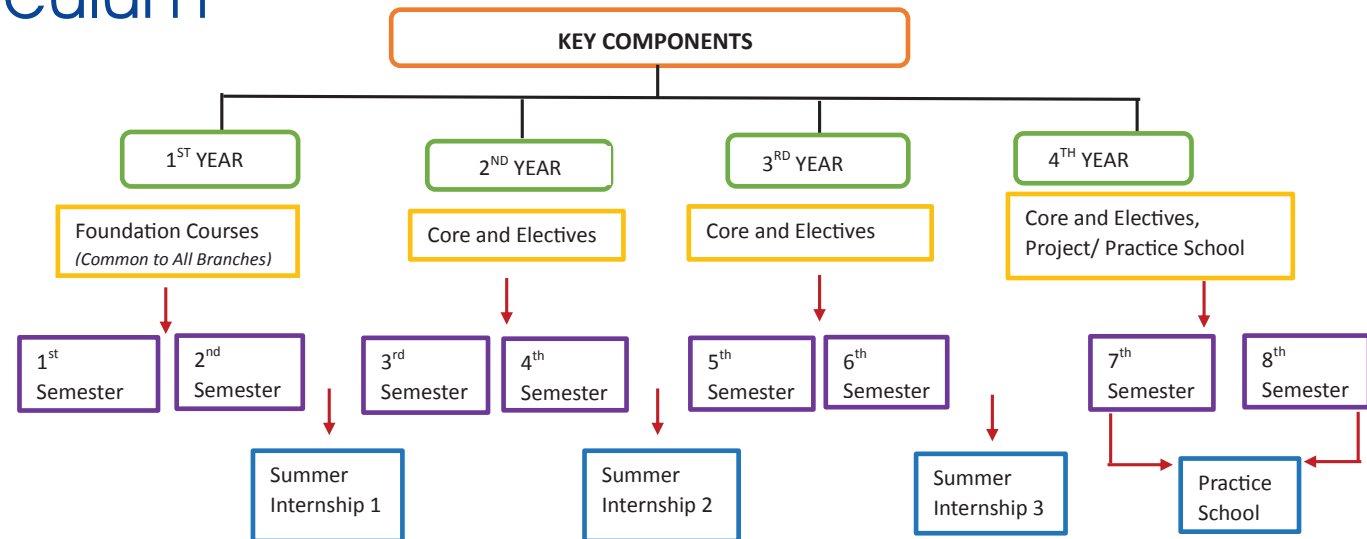 culum
KEY COMPONENTS
1ST YEAR
2ND YEAR
3RD YEAR
4TH YEAR
Foundation Courses
(Common to All Branches)
Core and Electives
Core and Electives
Core and Electives,
Project/ Practice School
1st
Semester
2nd
Semester
3rd
Semester
4th
Semester
5th
Semester
6th
Semester
7th
Semester
8th
Semester
Summer
Internship 1
Summer
Internship 2
Summer
Internship 3
Practice
School